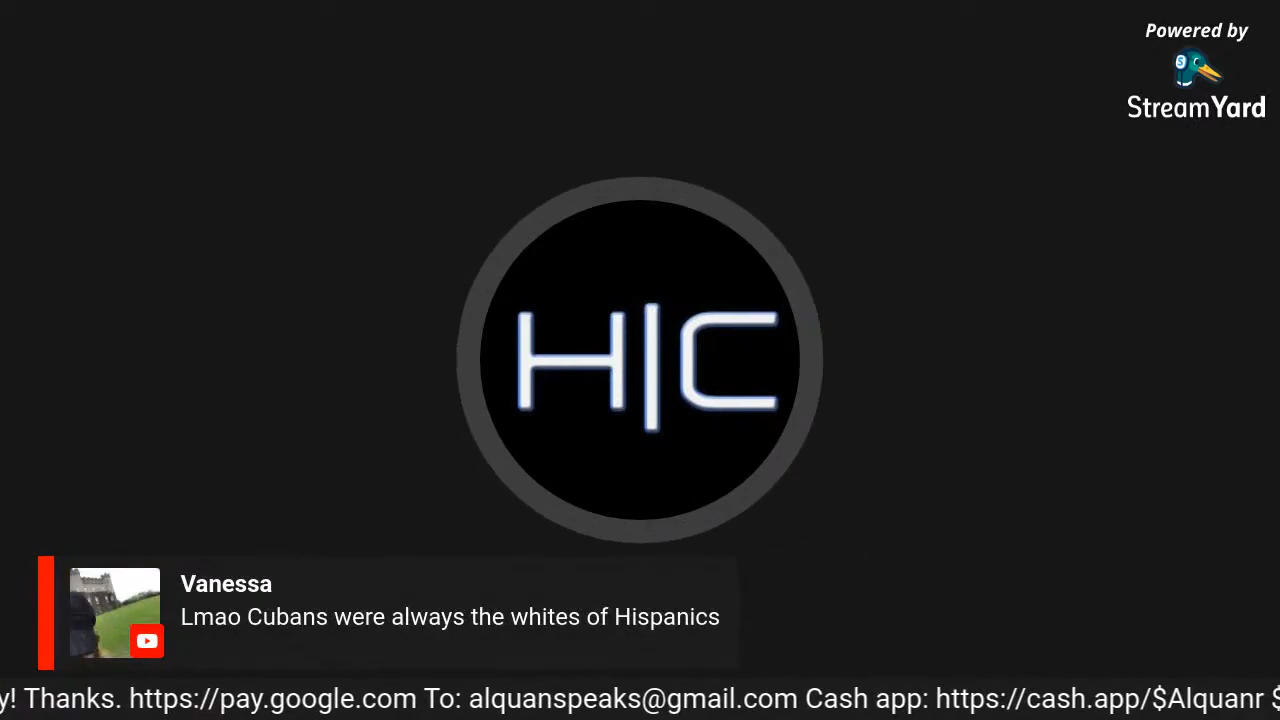 Powered by
StreamYard
H|C
Vanessa
Lmao Cubans were always the whites of Hispanics
y! Thanks. https://pay.google.com To: alquanspeaks@gmail.com Cash app: https://cash.app/$Alquanr $